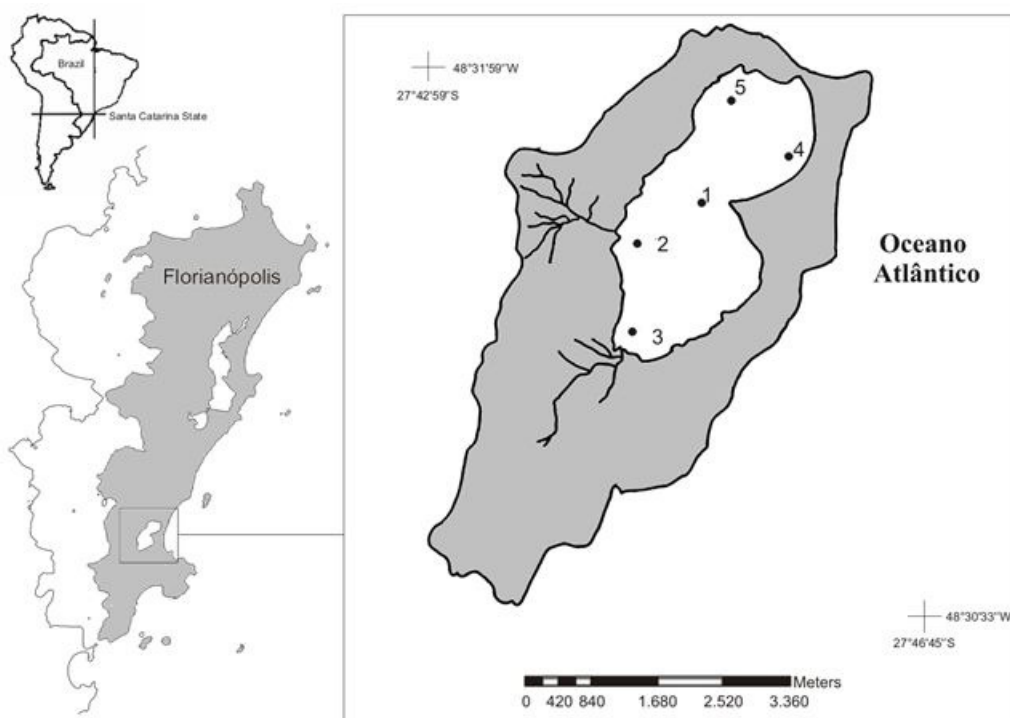 Brazil
Santa Catarina State
Florianópolis
48°31'59"W
27°42'59"S
5
4
1
2
3
Oceano
Atlântico
48°30'33"W
27°46'45"S
Meters
0 420 840 1.680 2.520 3.360